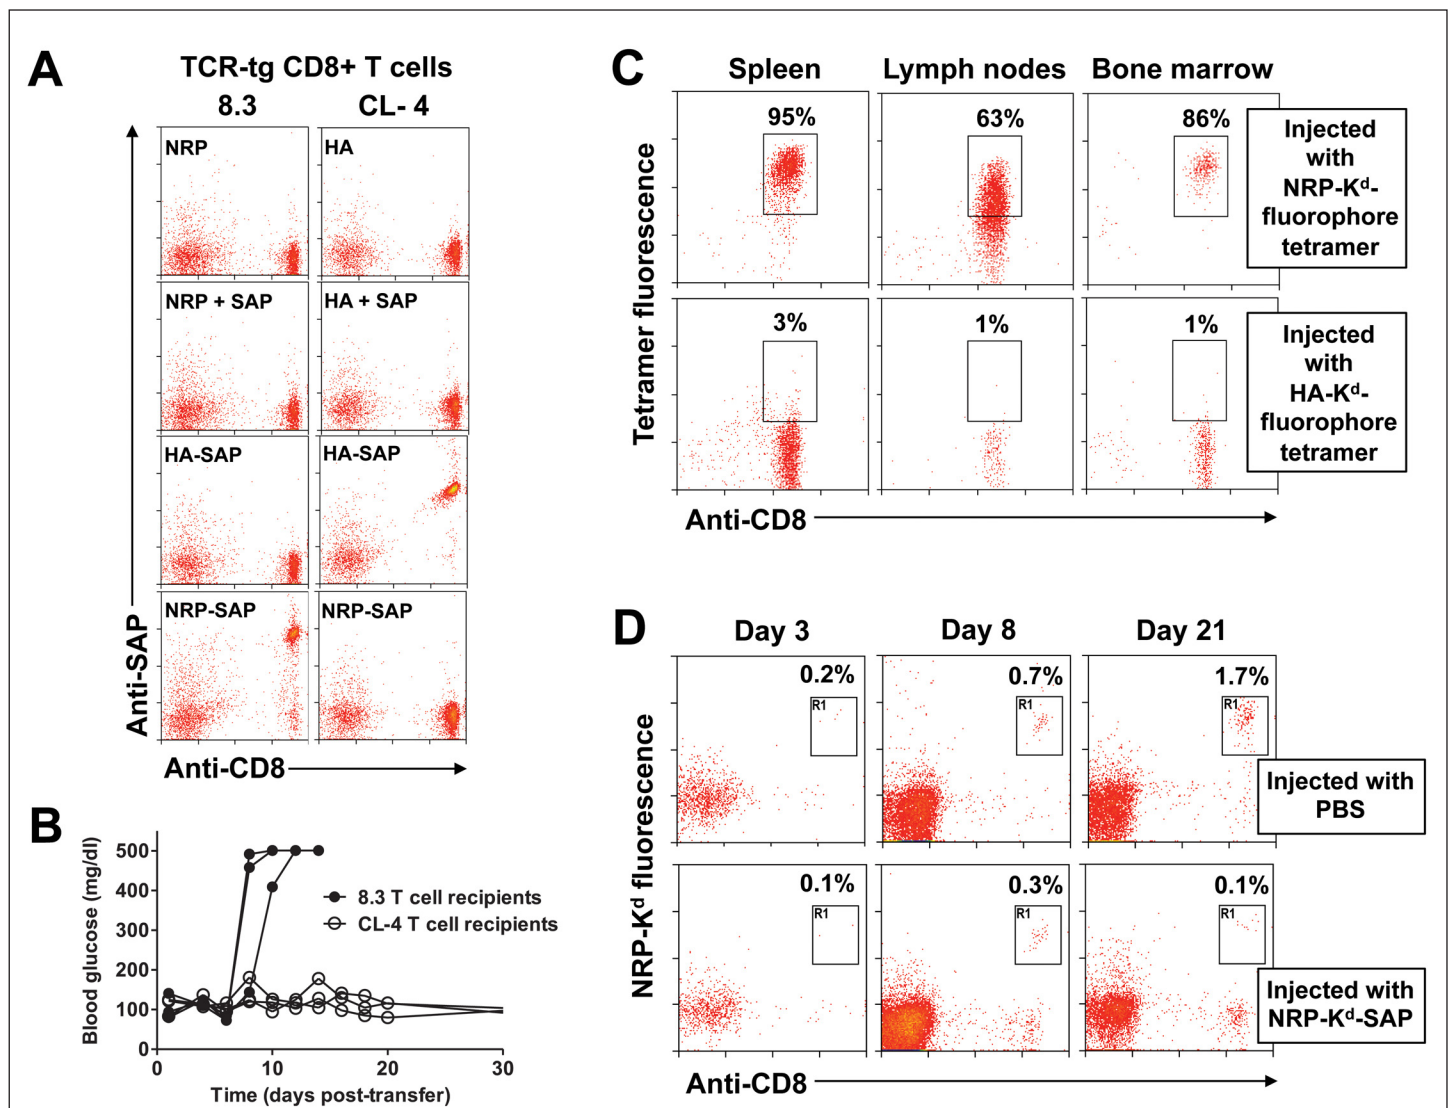 A
TCR-tg CD8+ T cells
8.3 CL- 4
NRP HA
NRP + SAP HA + SAP
HA-SAP HA-SAP
NRP-SAP NRP-SAP
Anti-SAP
Anti-CD8
B
Blood glucose (mg/dl)
500
400
300
200
100
0
0 10 20 30
Time (days post-transfer)
8.3 T cell recipients
CL-4 T cell recipients
C
Spleen Lymph nodes Bone marrow
Tetramer fluorescence
95% 63% 86%
Injected
with
NRP-Kd-
fluorophore
tetramer
3% 1% 1%
Injected
with
HA-Kd-
fluorophore
tetramer
Anti-CD8
D
Day 3 Day 8 Day 21
NRP-Kd fluorescence
0.2% 0.7% 1.7%
R1 R1 R1
Injected with
PBS
0.1% 0.3% 0.1%
R1 R1 R1
Injected with
NRP-Kd-SAP
Anti-CD8